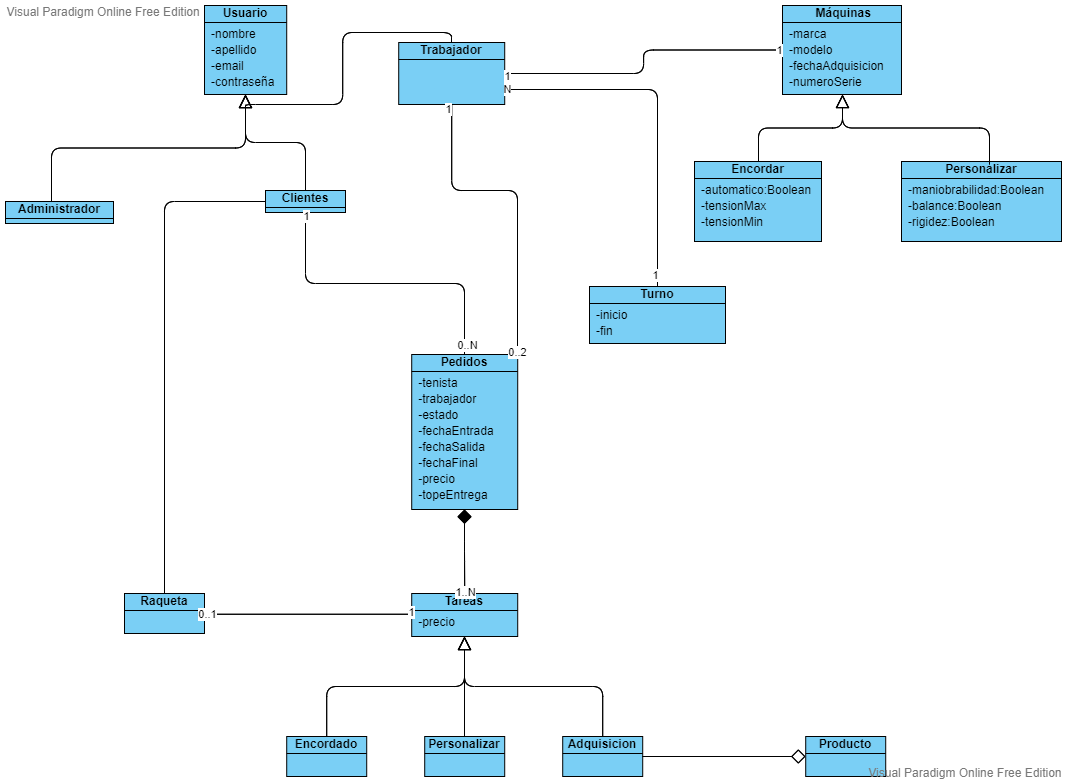 Visual Paradigm Online Free Edition
Usuario
-nombre
-apellido
-email
-contraseña
Trabajador
1
N
1
1
Máquinas
-marca
-modelo
-fechaAdquisicion
-numeroSerie
Encordar
-automatico:Boolean
-tensionMax
-tensionMin
Personalizar
-maniobrabilidad:Boolean
-balance:Boolean
-rigidez:Boolean
Administrador
Clientes
1
1
Turno
-inicio
-fin
0..N
0..2
Pedidos
-tenista
-trabajador
-estado
-fechaEntrada
-fechaSalida
-fechaFinal
-precio
-topeEntrega
Raqueta
0..1
1
1..N
Tareas
-precio
Encordado
Personalizar
Adquisicion
Producto
Visual Paradigm Online Free Edition